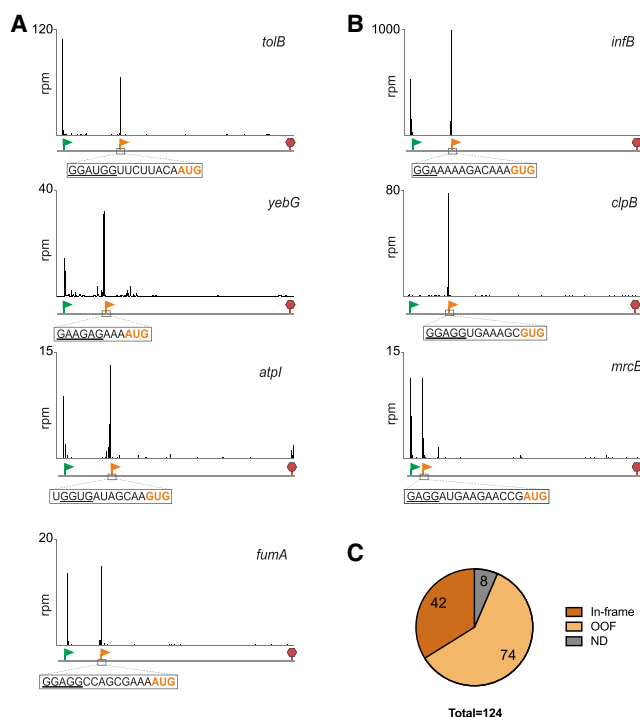 A
120
rpm
tolB
GGAUGGUUCUUACAAUG
40
rpm
yebG
GAAGAGAAAAUG
15
rpm
atpI
UGGUGAUAGCAAGUG
20
rpm
fumA
GGAGGCCAGCGAAAAUG
B
1000
rpm
infB
GGAAAAAGACAAAGUG
80
rpm
clpB
GGAGGUGAAAGCGUG
15
rpm
mrcB
GAGGAUGAAGAACCGAUG
C
8
42
74
In-frame
OOF
ND
Total=124